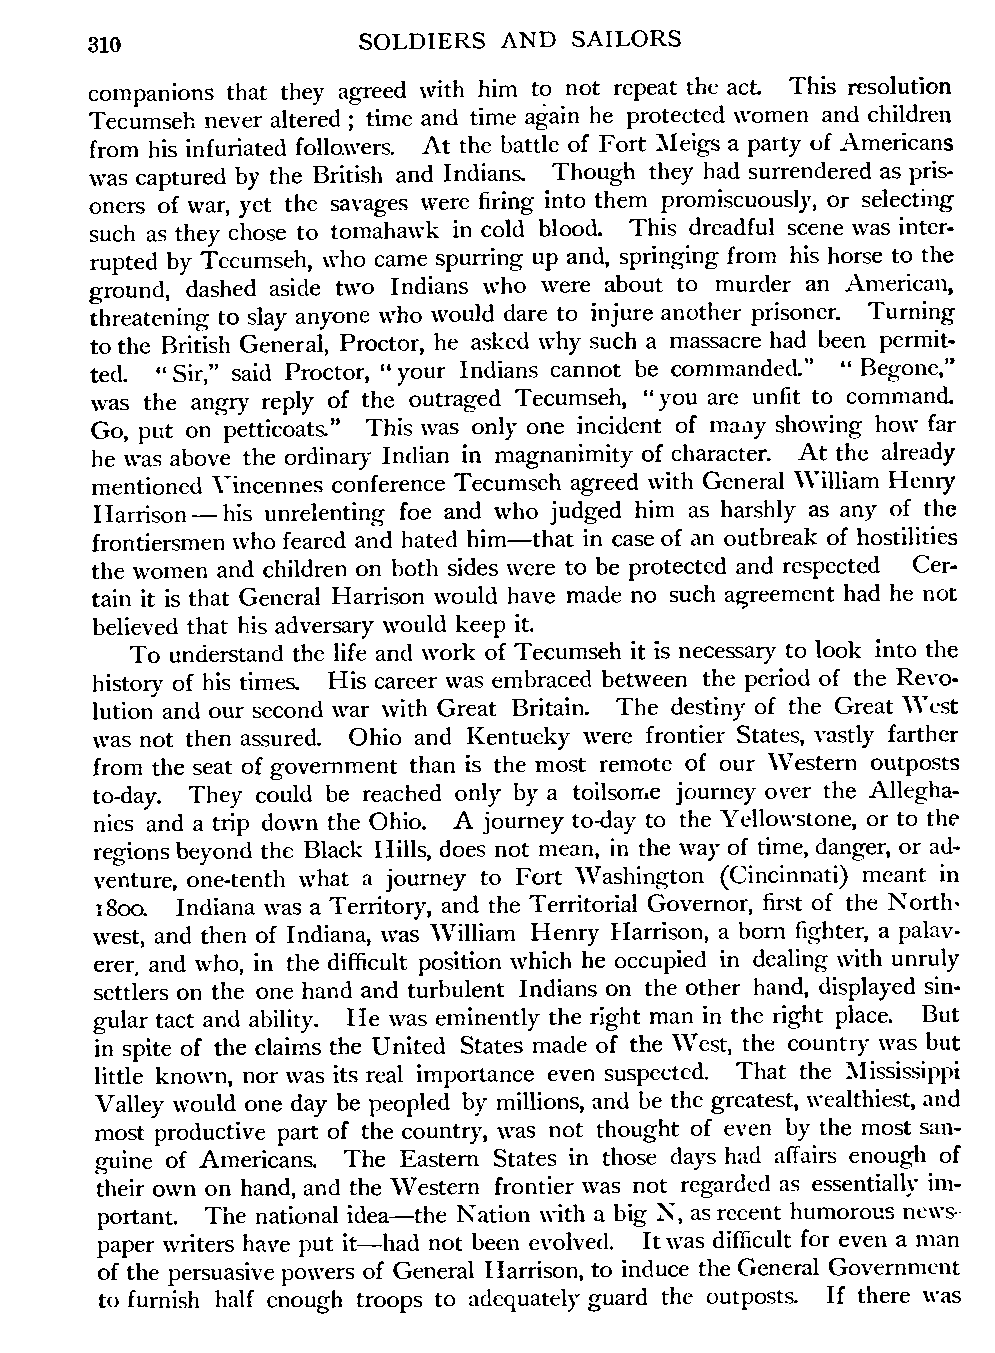 310 SOLDIERS AND SAILORS
companions that they agreed with him to not repeat the act. This resolution
Tecumseh never altered ; time and time again he protected women and children
from his infuriated followers. At the battle of Fort Meigs a party of Americans
was captured by the British and Indians. Though they had surrendered as pris-
oners of war, yet the savages were firing into them promiscuously, or selecting
such as they chose to tomahawk in cold blood. This dreadful scene was inter-
rupted by Tecumseh, who came spurring up and, springing from his horse to the
ground, dashed aside two Indians who were about to murder an American,
threatening to slay anyone who would dare to injure another prisoner. Turning
to the British General, Proctor, he asked why such a massacre had been permit-
ted. “Sir,” said Proctor, “your Indians cannot be commanded.” “Begone,”
was the angry reply of the outraged Tecumseh, “you are unfit to command.
Go, put on petticoats.” This was only one incident of many showing how far
he was above the ordinary Indian in magnanimity of character. At the already
mentioned Vincennes conference Tecumseh agreed with General William Henry
Harrison — his unrelenting foe and who judged him as harshly as any of the
frontiersmen who feared and hated him—that in case of an outbreak of hostilities
the women and children on both sides were to be protected and respected Cer-
tain it is that General Harrison would have made no such agreement had he not
believed that his adversary would keep it.
To understand the life and work of Tecumseh it is necessary to look into the
history of his times. His career was embraced between the period of the Revo-
lution and our second war with Great Britain. The destiny of the Great West
was not then assured. Ohio and Kentucky were frontier States, vastly farther
from the seat of government than is the most remote of our Western outposts
to-day. They could be reached only by a toilsome journey over the Allegha-
nies and a trip down the Ohio. A journey to-day to the Yellowstone, or to the
regions beyond the Black Hills, does not mean, in the way of time, danger, or ad-
venture, one-tenth what a journey to Fort Washington (Cincinnati) meant in
1800. Indiana was a Territory, and the Territorial Governor, first of the North-
west, and then of Indiana, was William Henry Harrison, a born fighter, a palav-
erer, and who, in the difficult position which he occupied in dealing with unruly
settlers on the one hand and turbulent Indians on the other hand, displayed sin-
gular tact and ability. He was eminently the right man in the right place. But
in spite of the claims the United States made of the West, the country was but
little known, nor was its real importance even suspected. That the Mississippi
Valley would one day be peopled by millions, and be the greatest, wealthiest, and
most productive part of the country, was not thought of even by the most san-
guine of Americans. The Eastern States in those days had affairs enough of
their own on hand, and the Western frontier was not regarded as essentially im-
portant. The national idea—the Nation with a big N, as recent humorous news-
paper writers have put it—had not been evolved. It was difficult for even a man
of the persuasive powers of General Harrison, to induce the General Government
to furnish half enough troops to adequately guard the outposts. If there was